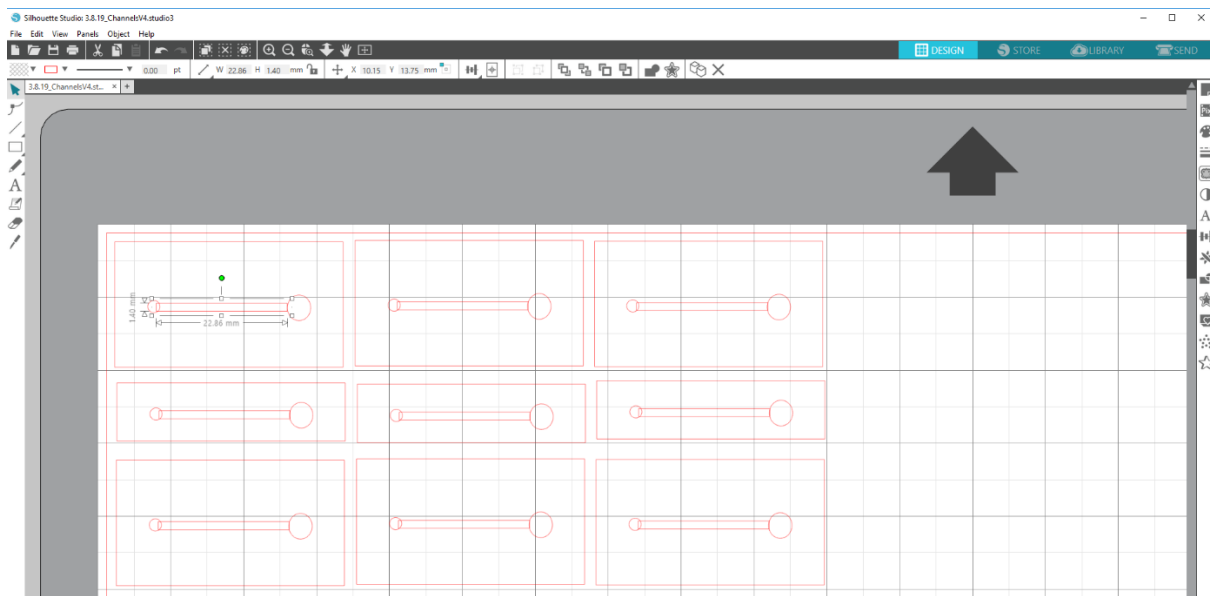 Silhouette Studio: 3.8.19_ChannelsV4.studio3
File Edit View Panels Object Help
DESIGN STORE LIBRARY SEND
0.00 pt W 22.86 H 1.40 mm X 10.15 Y 13.75 mm
3.8.19_ChannelsV4.st...
1.40 mm
22.86 mm